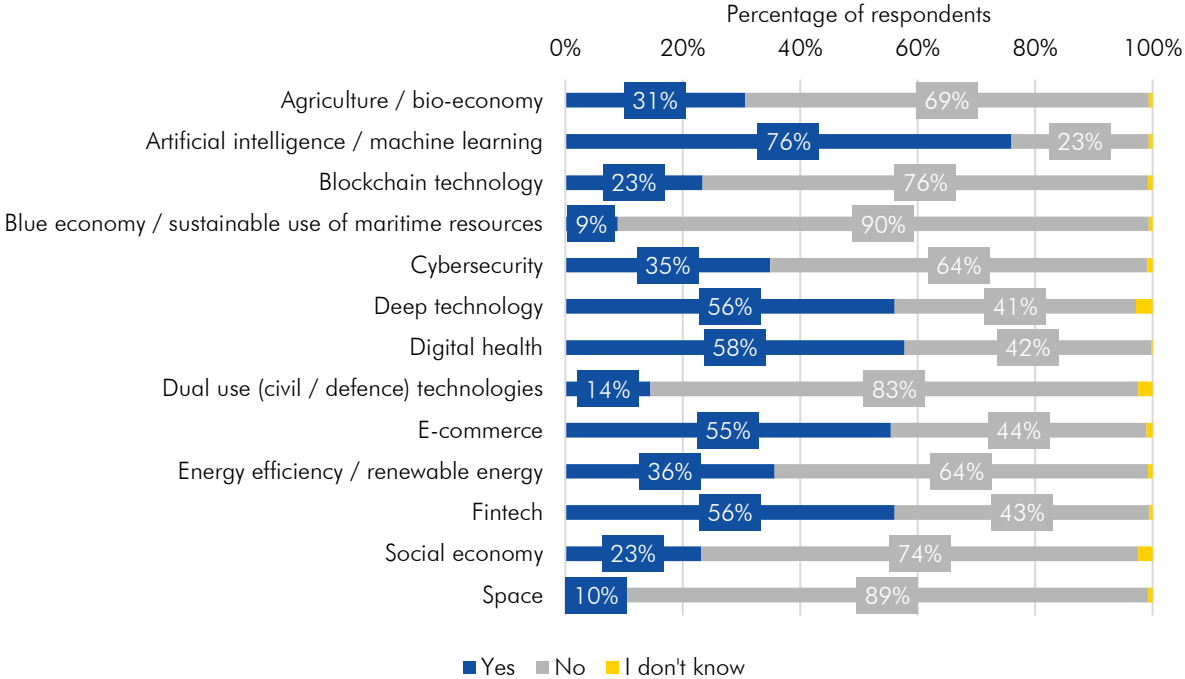 Percentage of respondents
0% 20% 40% 60% 80% 100%
Agriculture / bio-economy 31% 69%
Artificial intelligence / machine learning 76% 23%
Blockchain technology 23% 76%
Blue economy / sustainable use of maritime resources 9% 90%
Cybersecurity 35% 64%
Deep technology 56% 41%
Digital health 58% 42%
Dual use (civil / defence) technologies 14% 83%
E-commerce 55% 44%
Energy efficiency / renewable energy 36% 64%
Fintech 56% 43%
Social economy 23% 74%
Space 10% 89%
Yes No I don't know